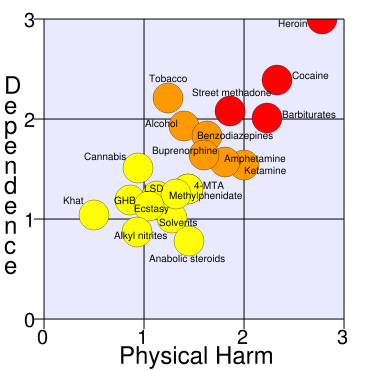 3
Heroin
Cocaine
Tobacco
Street methadone
Barbiturates
Alcohol
2
Benzodiazepines
Buprenorphine
Cannabis
Amphetamine
Ketamine
LSD
4-MTA
Khat
GHB
Methylphenidate
Ecstasy
1
Solvents
Alkyl nitrites
Anabolic steroids
0
Dependence
0 1 2 3
Physical Harm